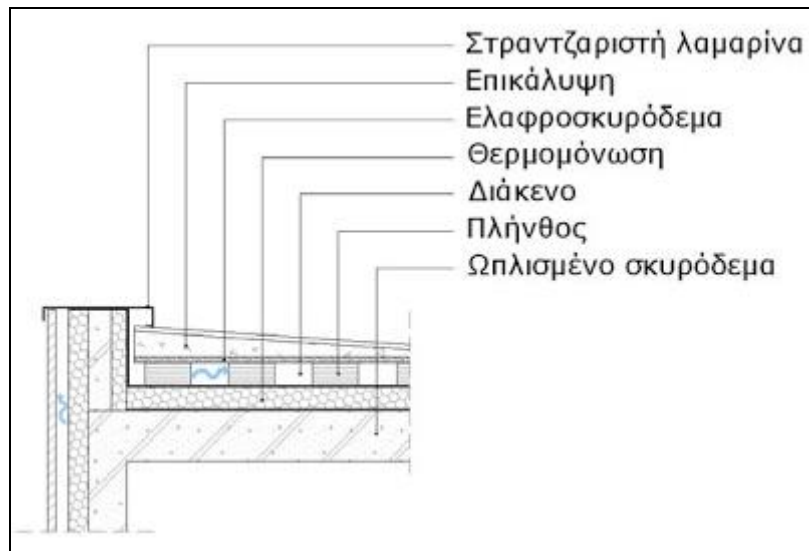 Στραντζαριστή λαμαρίνα
Επικάλυψη
Ελαφροσκυρόδεμα
Θερμομόνωση
Διάκενο
Πλήνθος
Ωπλισμένο σκυρόδεμα